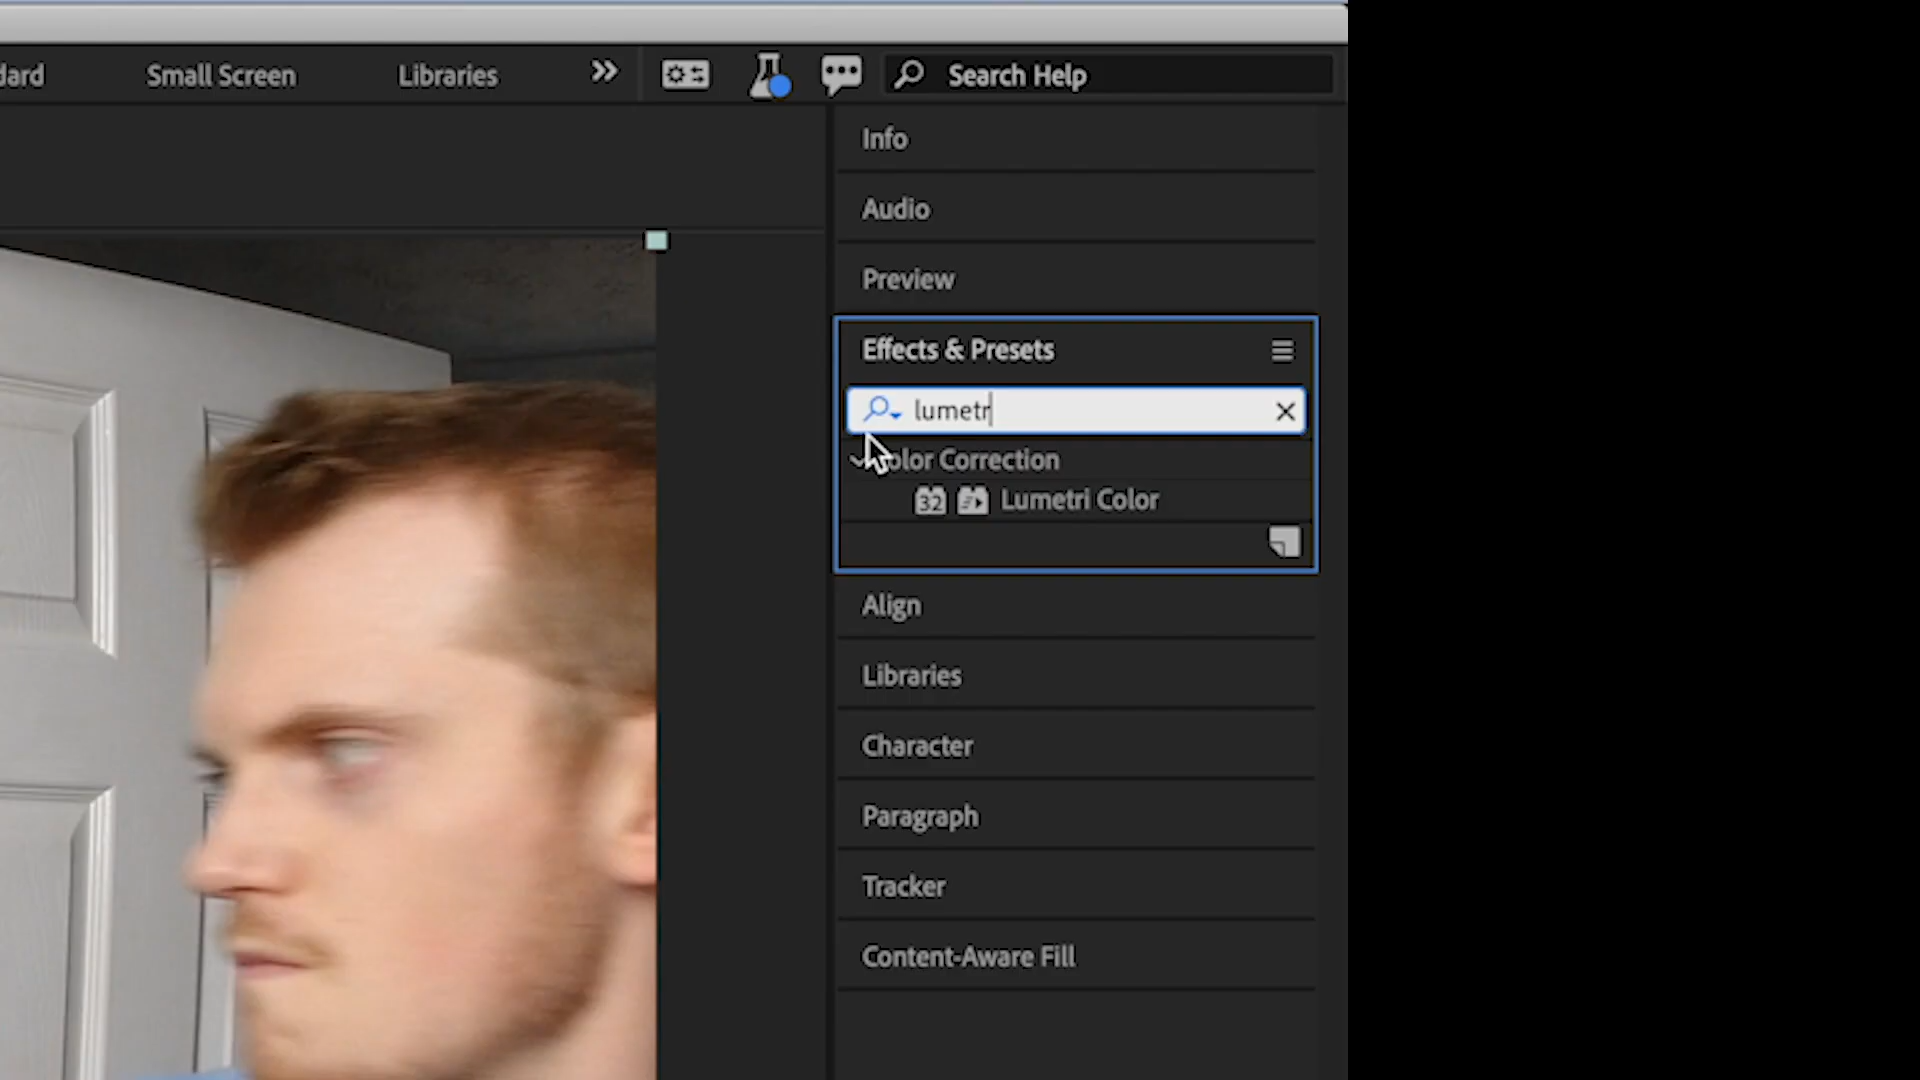 dard
Small Screen
Libraries
Search Help
Info
Audio
Preview
Effects & Presets
lumetr
olor Correction
32
Lumetri Color
Align
Libraries
Character
Paragraph
Tracker
Content-Aware Fill